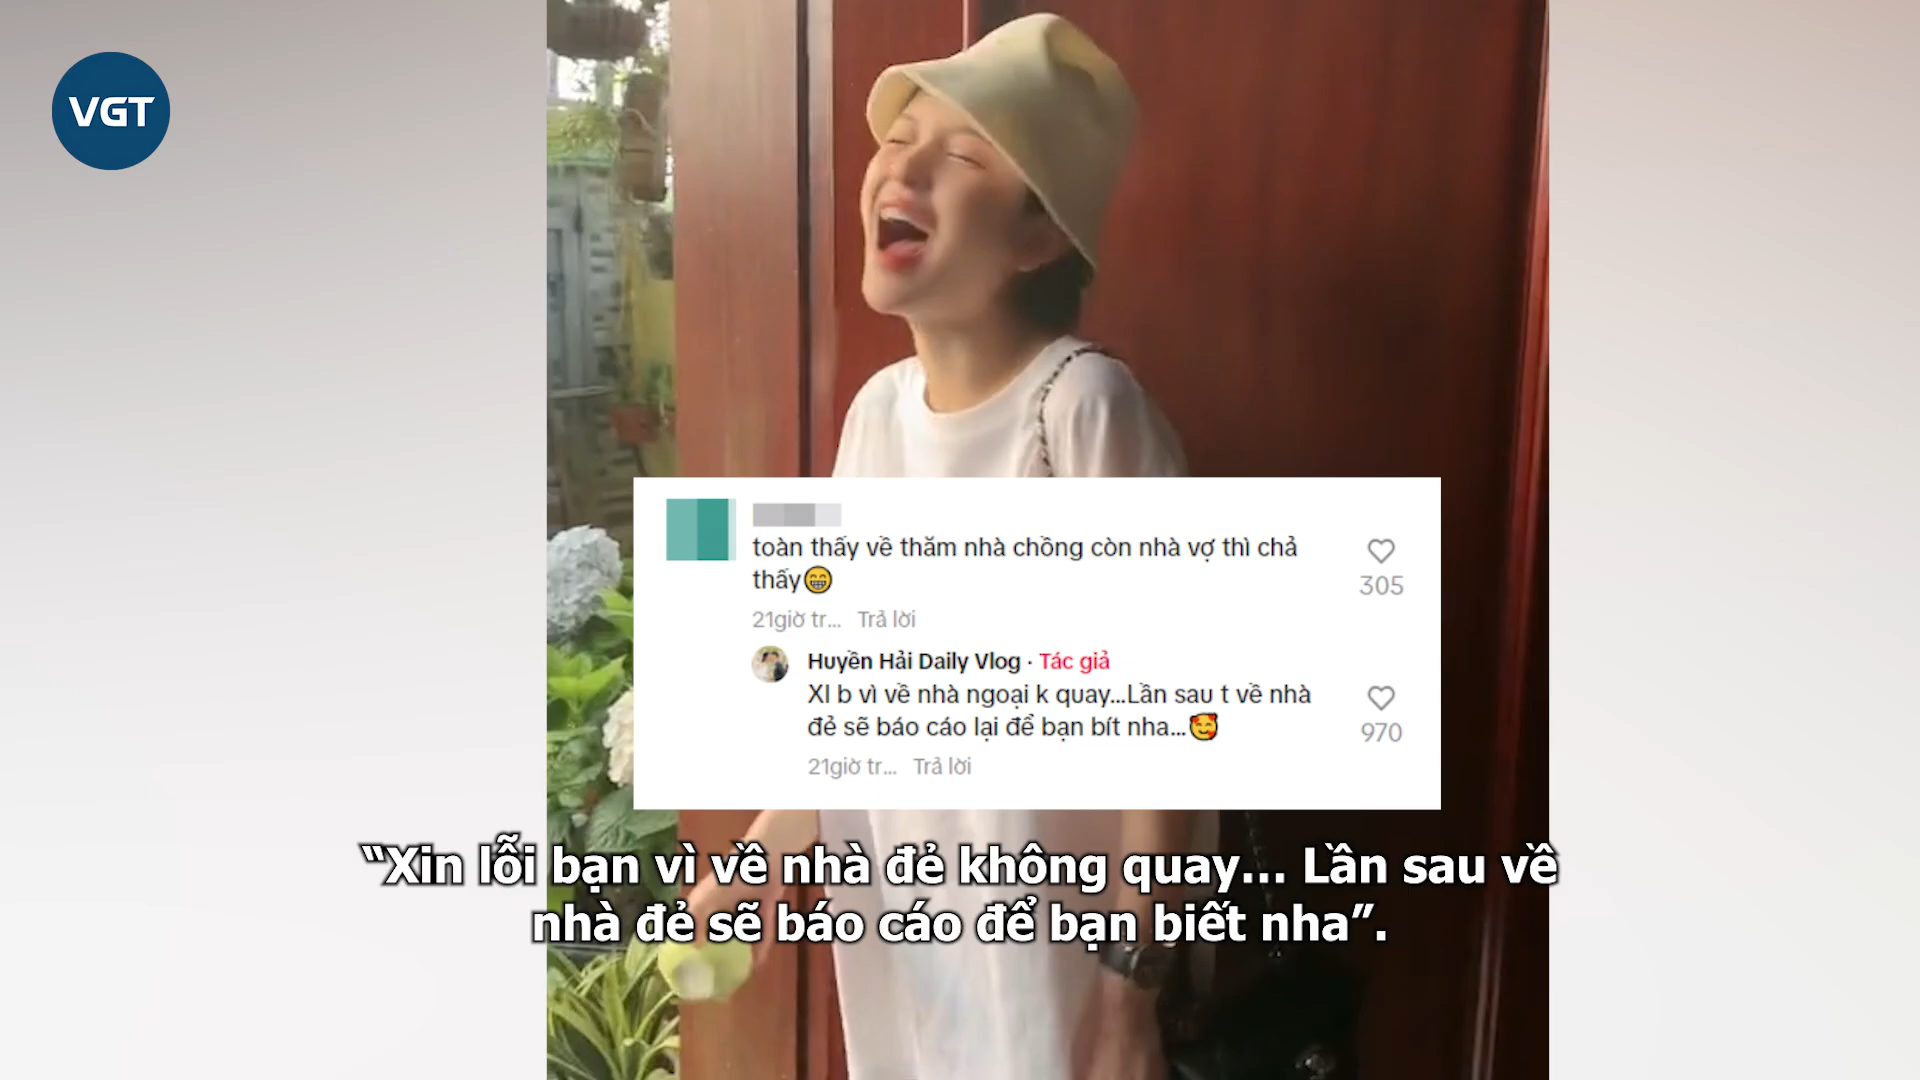 VGT
toàn thấy về thăm nhà chồng còn nhà vợ thì chả
thấy😁
305
21giờ tr... Trả lời
Huyền Hải Daily Vlog · Tác giả
Xl b vì về nhà ngoại k quay...Lần sau t về nhà
đẻ sẽ báo cáo lại để bạn bít nha...🥰
970
21giờ tr... Trả lời
“Xin lỗi bạn vì về nhà đẻ không quay... Lần sau về
nhà đẻ sẽ báo cáo để bạn biết nha”.